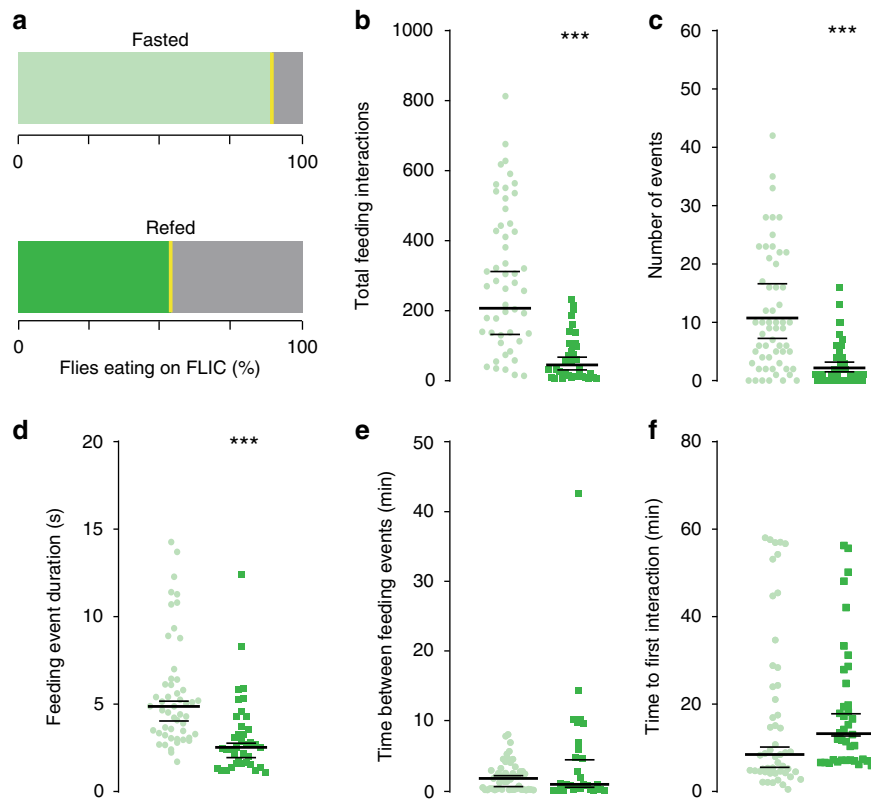 a
Fasted
0 100
Refed
0 100
Flies eating on FLIC (%)
b
Total feeding interactions
1000
800
600
400
200
0
***
c
Number of events
60
50
40
30
20
10
0
***
d
Feeding event duration (s)
20
15
10
5
0
***
e
Time between feeding events (min)
50
40
30
20
10
0
f
Time to first interaction (min)
80
60
40
20
0